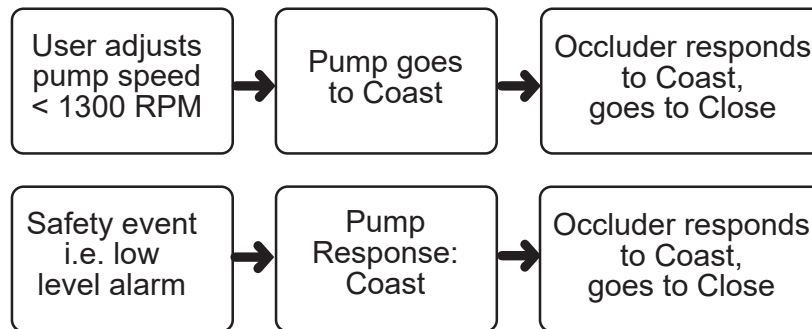 User adjusts
pump speed
< 1300 RPM
Pump goes
to Coast
Occluder responds
to Coast,
goes to Close
Safety event
i.e. low
level alarm
Pump
Response:
Coast
Occluder responds
to Coast,
goes to Close